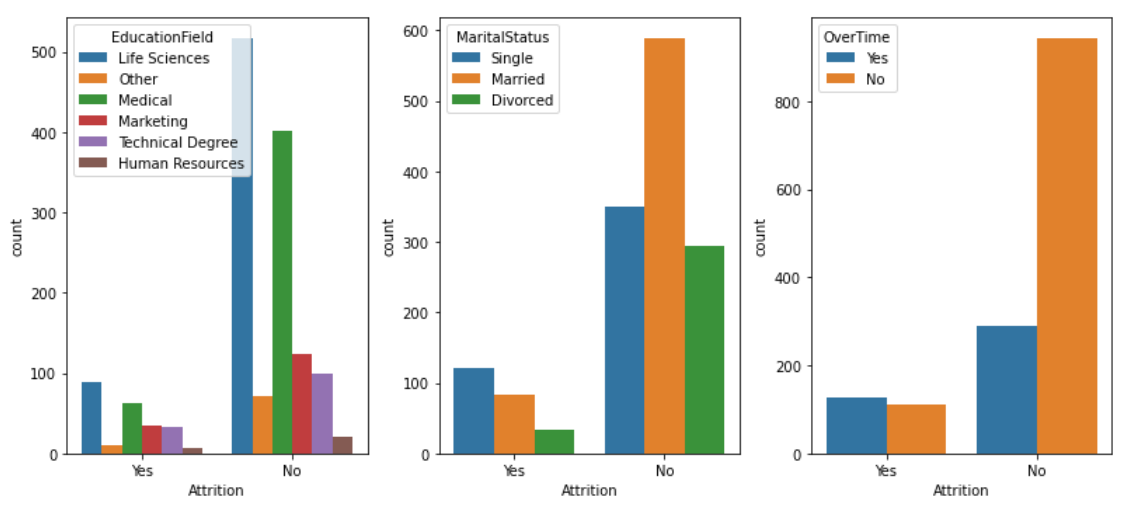 EducationField
Life Sciences
Other
Medical
Marketing
Technical Degree
Human Resources
500
400
300
200
100
0
count
Yes
No
Attrition
MaritalStatus
Single
Married
Divorced
600
500
400
300
200
100
0
count
Yes
No
Attrition
OverTime
Yes
No
800
600
400
200
0
count
Yes
No
Attrition